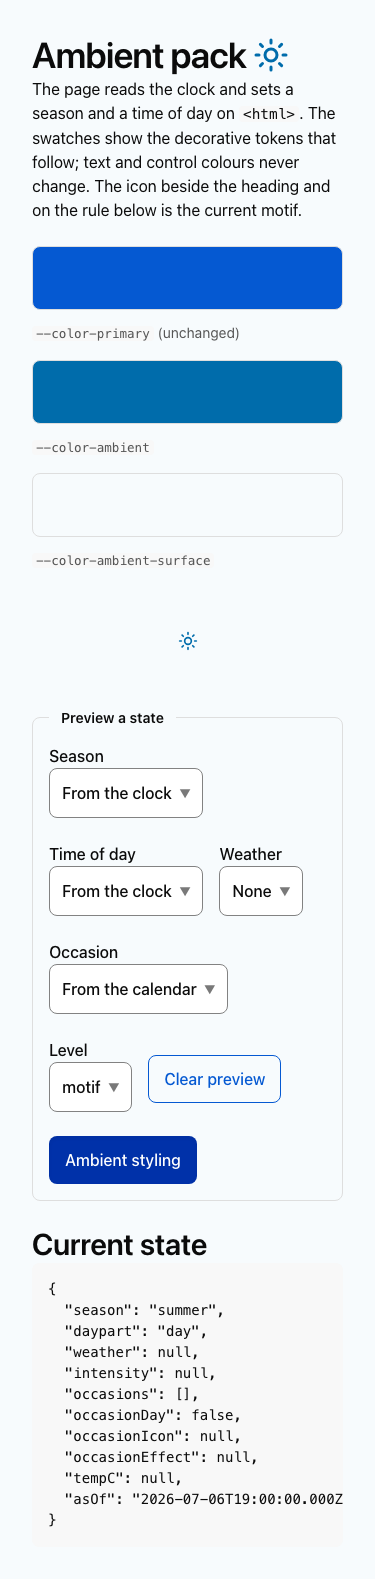 Ambient pack
The page reads the clock and sets a
season and a time of day on <html>. The
swatches show the decorative tokens that
follow; text and control colours never
change. The icon beside the heading and
on the rule below is the current motif.
--color-primary (unchanged)
--color-ambient
--color-ambient-surface
Preview a state
Season
From the clock ▼
Time of day Weather
From the clock ▼ None ▼
Occasion
From the calendar ▼
Level
motif ▼ Clear preview
Ambient styling
Current state
{
  "season": "summer",
  "daypart": "day",
  "weather": null,
  "intensity": null,
  "occasions": [],
  "occasionDay": false,
  "occasionIcon": null,
  "occasionEffect": null,
  "tempC": null,
  "asOf": "2026-07-06T19:00:00.000Z
}